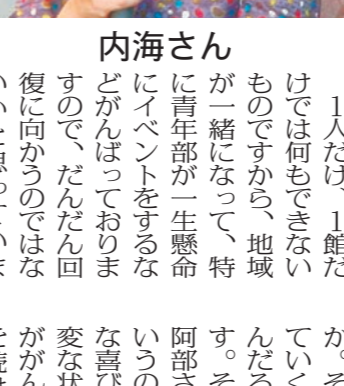 内海さん
１人だけ、１館だ
けでは何もできない
ものですから、地域
が一緒になって、特
に青年部が一生懸命
にイベントをするな
どがんばっておりま
すので、だんだん回
復に向かうのではな
か。そ
ていく
んだろ
す。そ
阿部さ
いうの
な喜び
変な状
ががん